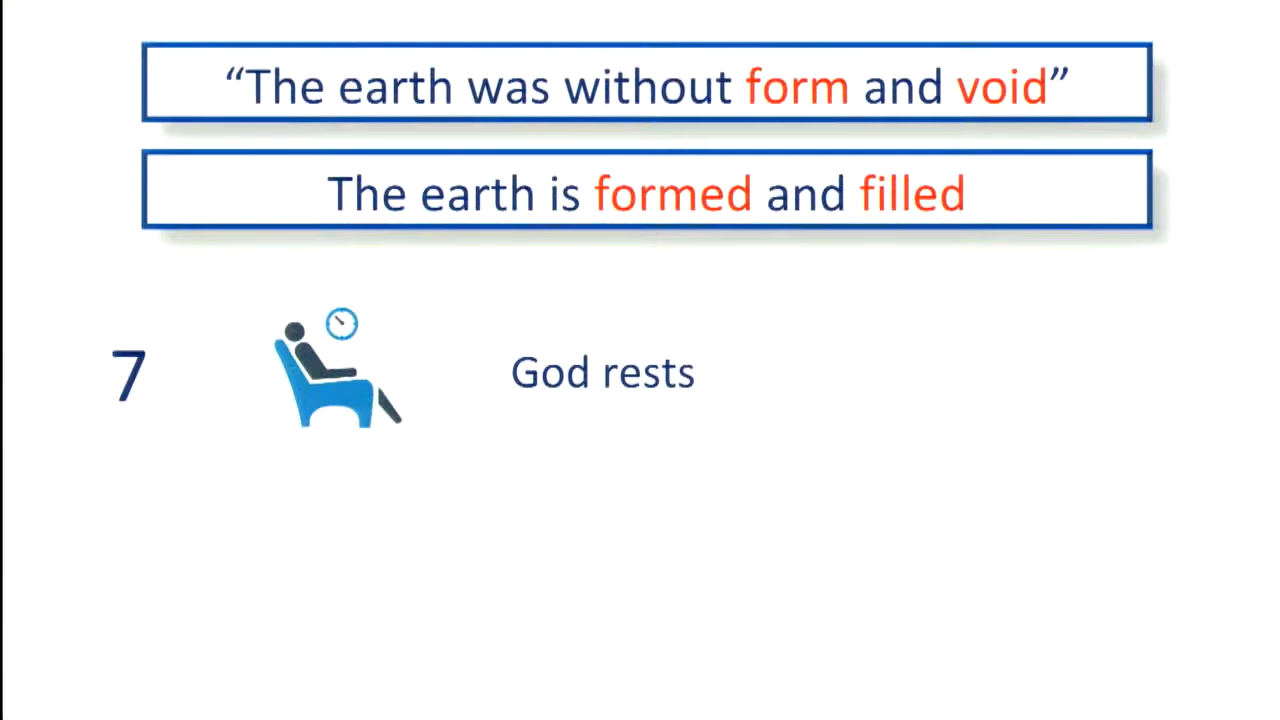 “The earth was without form and void”
The earth is formed and filled
7 God rests